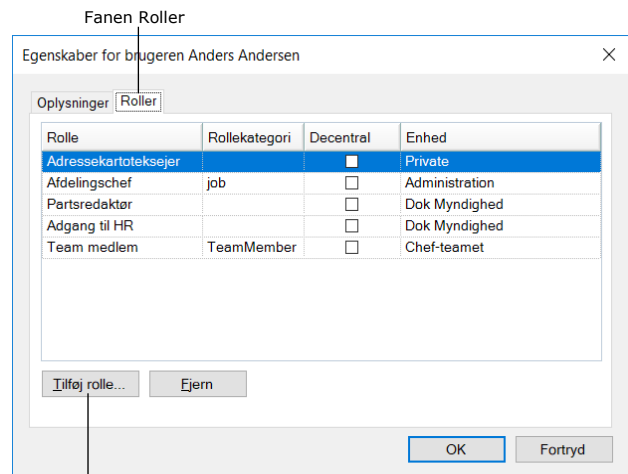 Fanen Roller
Egenskaber for brugeren Anders Andersen
Oplysninger Roller
Rolle Rollekategori Decentral Enhed
Adressekartoteksejer Private
Afdelingschef job Administration
Partsredaktør Dok Myndighed
Adgang til HR Dok Myndighed
Team medlem TeamMember Chef-teamet
Tilføj rolle... Fjern
OK Fortryd